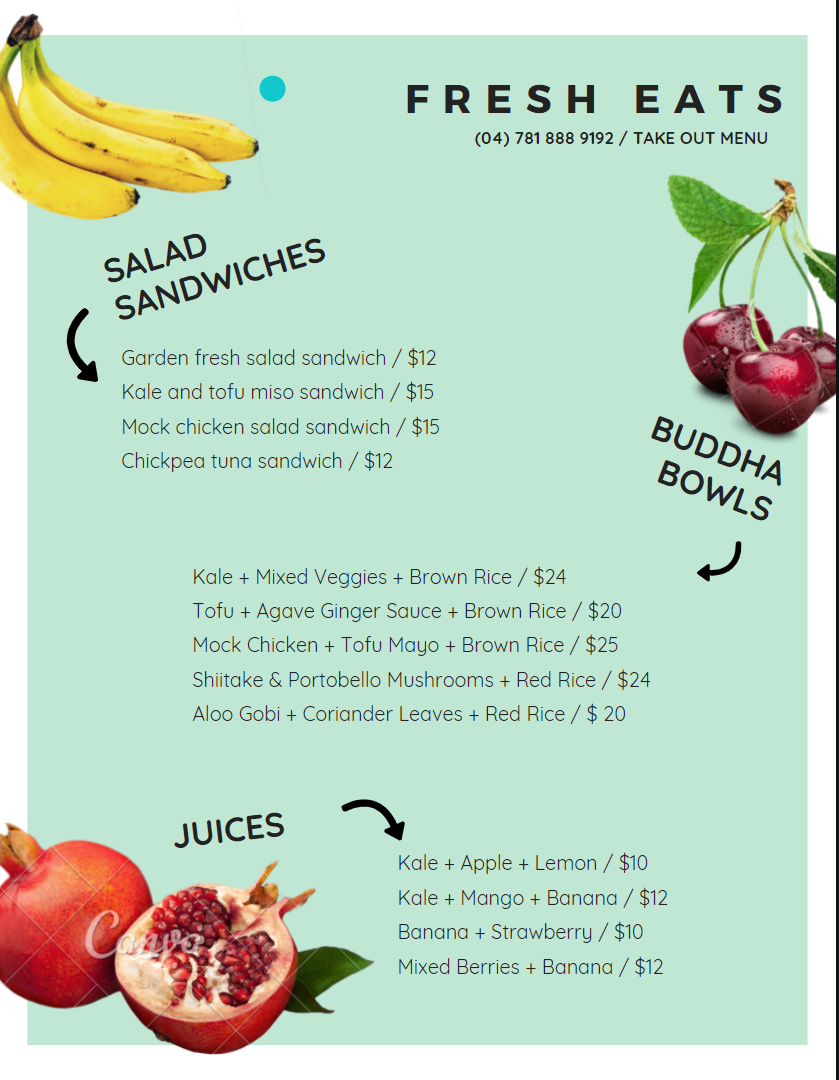 FRESH EATS
(04) 781 888 9192 / TAKE OUT MENU
SALAD
SANDWICHES
Garden fresh salad sandwich / $12
Kale and tofu miso sandwich / $15
Mock chicken salad sandwich / $15
Chickpea tuna sandwich / $12
BUDDHA
BOWLS
Kale + Mixed Veggies + Brown Rice / $24
Tofu + Agave Ginger Sauce + Brown Rice / $20
Mock Chicken + Tofu Mayo + Brown Rice / $25
Shiitake & Portobello Mushrooms + Red Rice / $24
Aloo Gobi + Coriander Leaves + Red Rice / $ 20
JUICES
Kale + Apple + Lemon / $10
Kale + Mango + Banana / $12
Banana + Strawberry / $10
Mixed Berries + Banana / $12
Canva